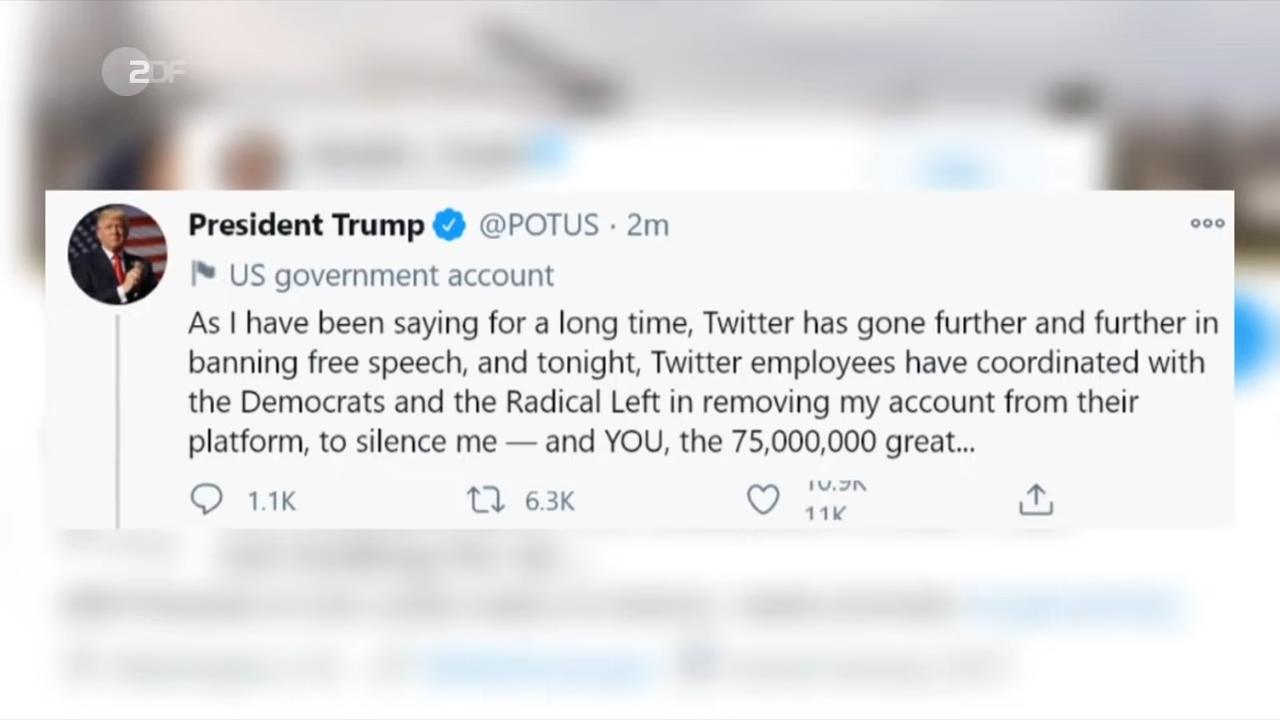 ZDF
President Trump @POTUS · 2m
US government account
As I have been saying for a long time, Twitter has gone further and further in
banning free speech, and tonight, Twitter employees have coordinated with
the Democrats and the Radical Left in removing my account from their
platform, to silence me — and YOU, the 75,000,000 great...
1.1K 6.3K 10.9K
11K